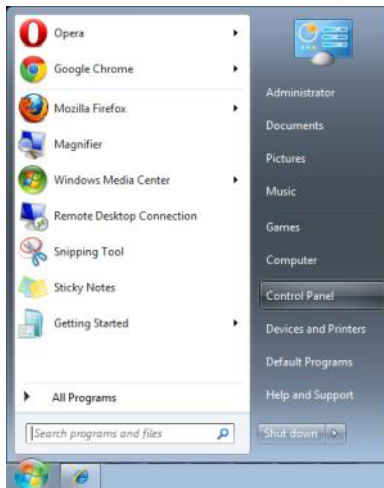 Opera
Google Chrome
Mozilla Firefox
Magnifier
Windows Media Center
Remote Desktop Connection
Snipping Tool
Sticky Notes
Getting Started
All Programs
Search programs and files
Administrator
Documents
Pictures
Music
Games
Computer
Control Panel
Devices and Printers
Default Programs
Help and Support
Shut down